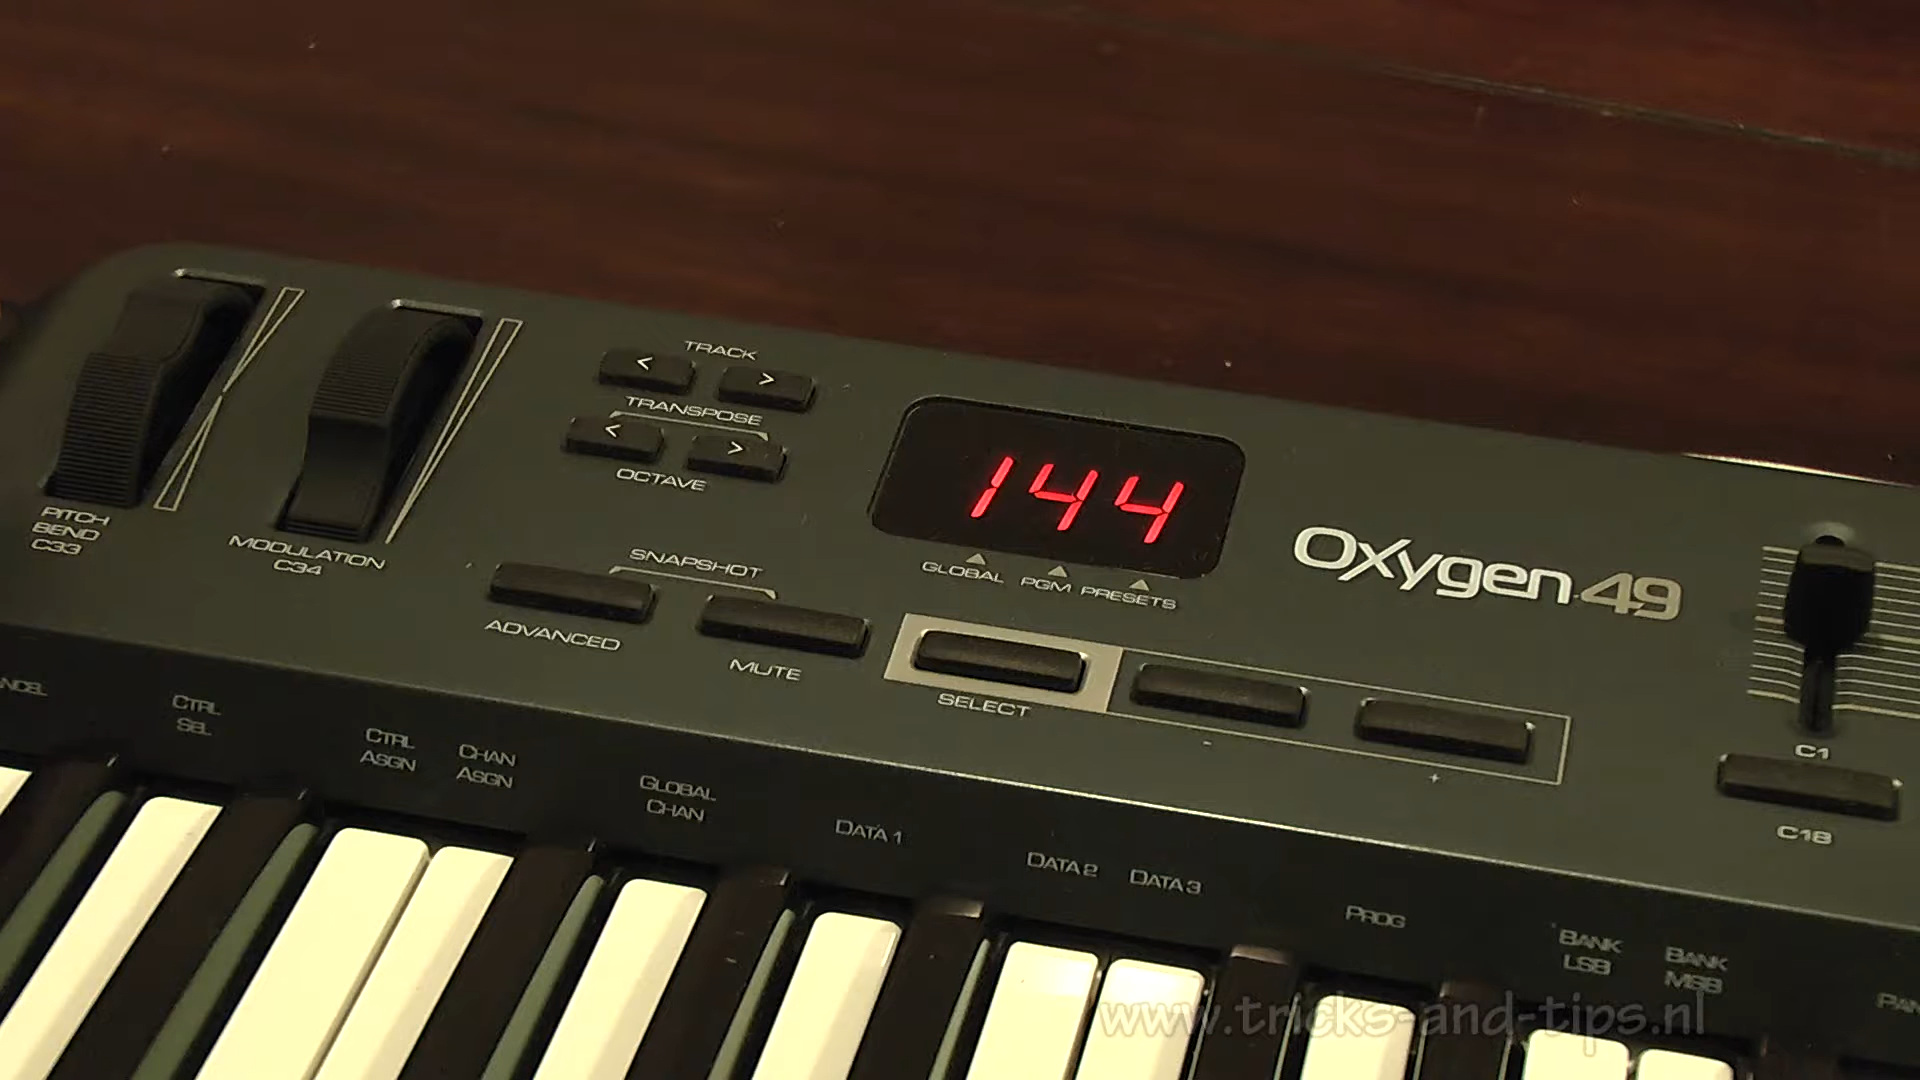 TRACK
< >
TRANSPOSE
< >
OCTAVE
144
GLOBAL PGM PRESETS
Oxygen 49
PITCH
BEND
C33
MODULATION
C34
SNAPSHOT
ADVANCED
MUTE
SELECT
-
+
C1
C18
CTRL
SEL
CTRL
ASGN
CHAN
ASGN
GLOBAL
CHAN
DATA 1
DATA 2
DATA 3
PROG
BANK
LSB
BANK
MSB
www.tricks-and-tips.nl